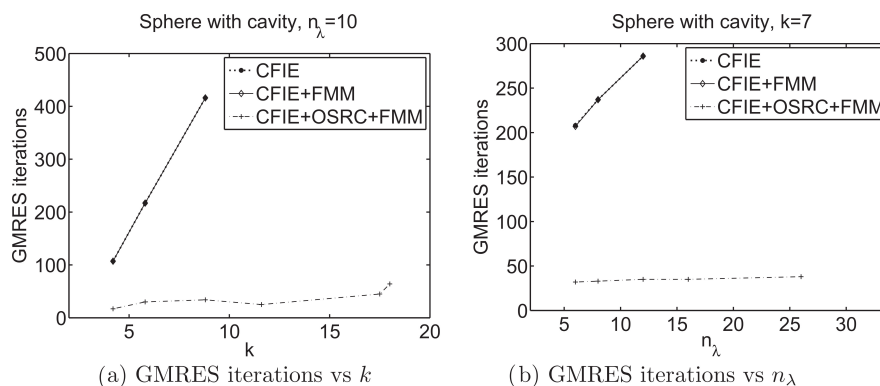 Sphere with cavity, nλ=10
500
400
300
200
100
0
5
10
15
20
GMRES iterations
k
CFIE
CFIE+FMM
CFIE+OSRC+FMM
(a) GMRES iterations vs k
Sphere with cavity, k=7
300
250
200
150
100
50
0
5
10
15
20
25
30
GMRES iterations
nλ
CFIE
CFIE+FMM
CFIE+OSRC+FMM
(b) GMRES iterations vs nλ